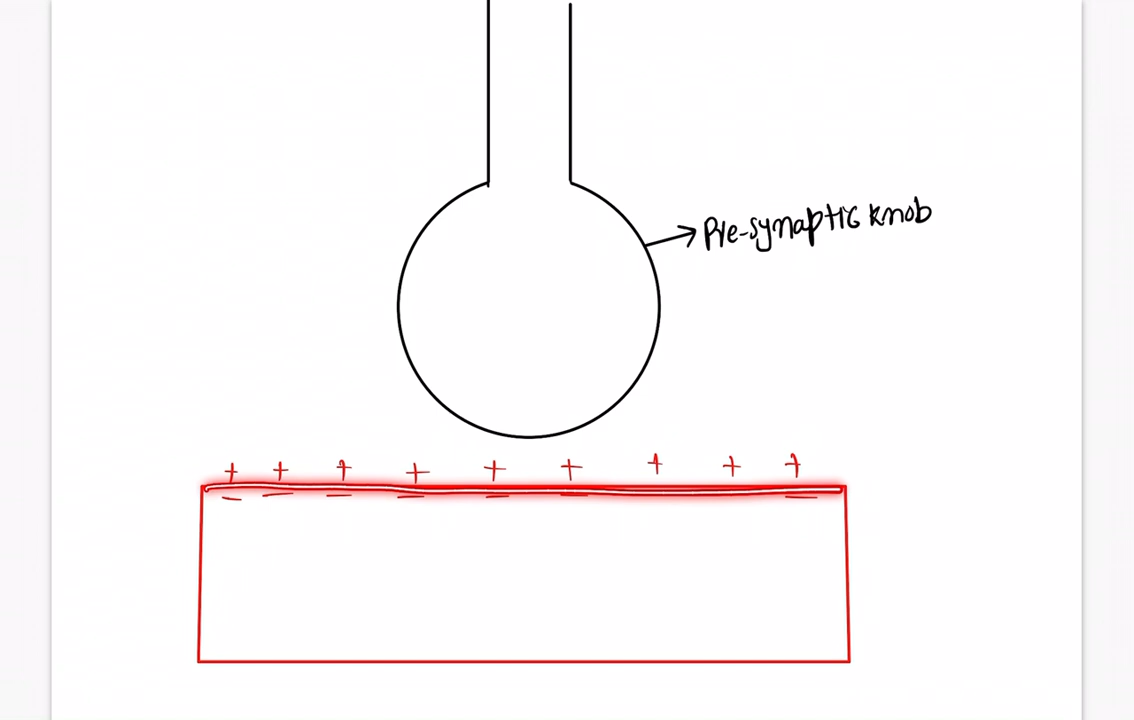 Pre-synaptic knob
+ + + + + + + + +
- - - - - - -